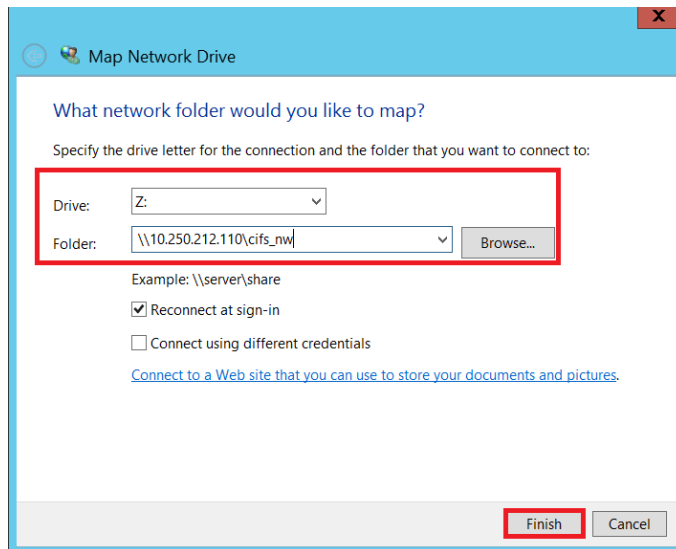 X
Map Network Drive
What network folder would you like to map?
Specify the drive letter for the connection and the folder that you want to connect to:
Drive: Z:
Folder: \\10.250.212.110\cifs_nw Browse...
Example: \\server\share
Reconnect at sign-in
Connect using different credentials
Connect to a Web site that you can use to store your documents and pictures.
Finish Cancel